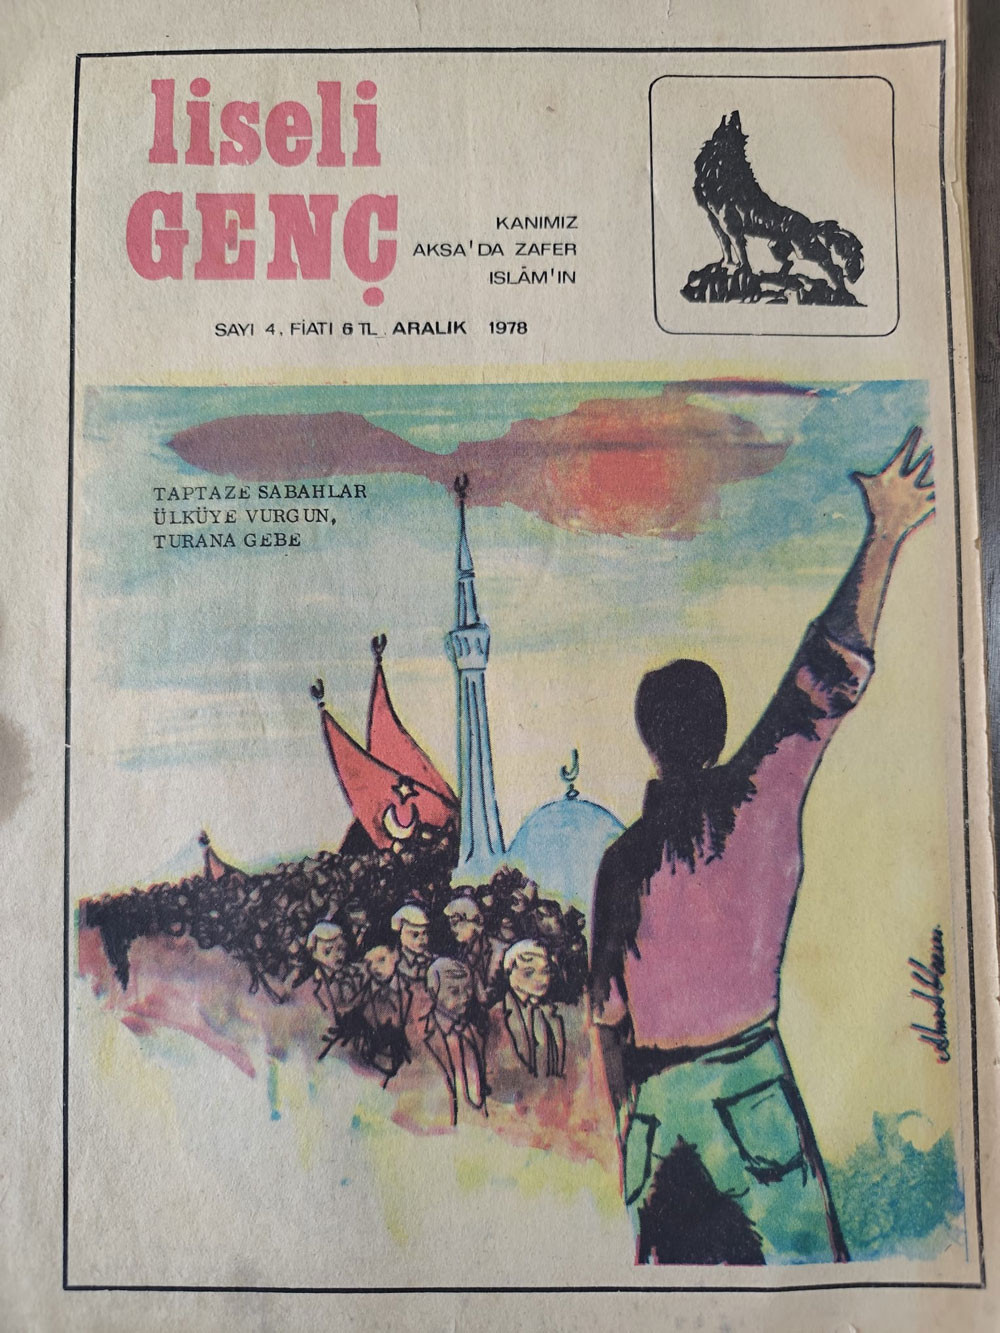 liseli
GENÇ
KANIMIZ
AKSA'DA ZAFER
ISLÂM'IN
SAYI 4, FİATI 6 TL. ARALIK 1978
TAPTAZE SABAHLAR
ÜLKÜYE VURGUN,
TURANA GEBE